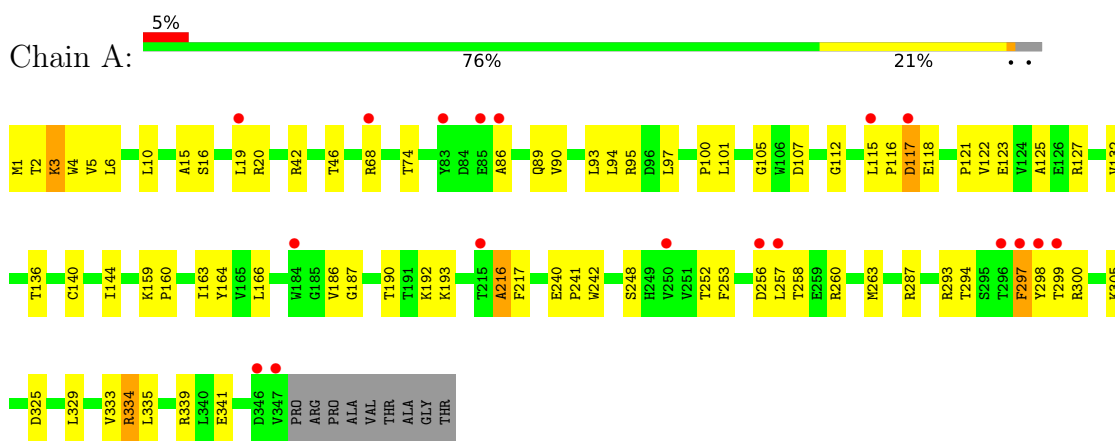 5%
Chain A:
76% 21% • •
M1 T2 K3 W4 V5 L6 L10 A15 S16 L19 R20 R42 T46 R68 T74 Y83 D84 E85 A86 Q89 V90 L93 L94 R95 D96 L97 P100 L101 G105 W106 D107 G112 L115 P116 D117 E118 P121 V122 E123 V124 A125 E126 R127 V132
T136 C140 I144 K159 P160 I163 Y164 V165 L166 W184 G185 V186 G187 T190 T191 K192 K193 T215 A216 F217 E240 P241 W242 S248 H249 V250 V251 T252 F253 D256 L257 T258 E259 R260 M263 R287 R293 T294 S295 T296 F297 Y298 T299 R300 K305
D325 L329 V333 R334 L335 R339 L340 E341 D346 V347 PRO ARG PRO ALA VAL THR ALA GLY THR